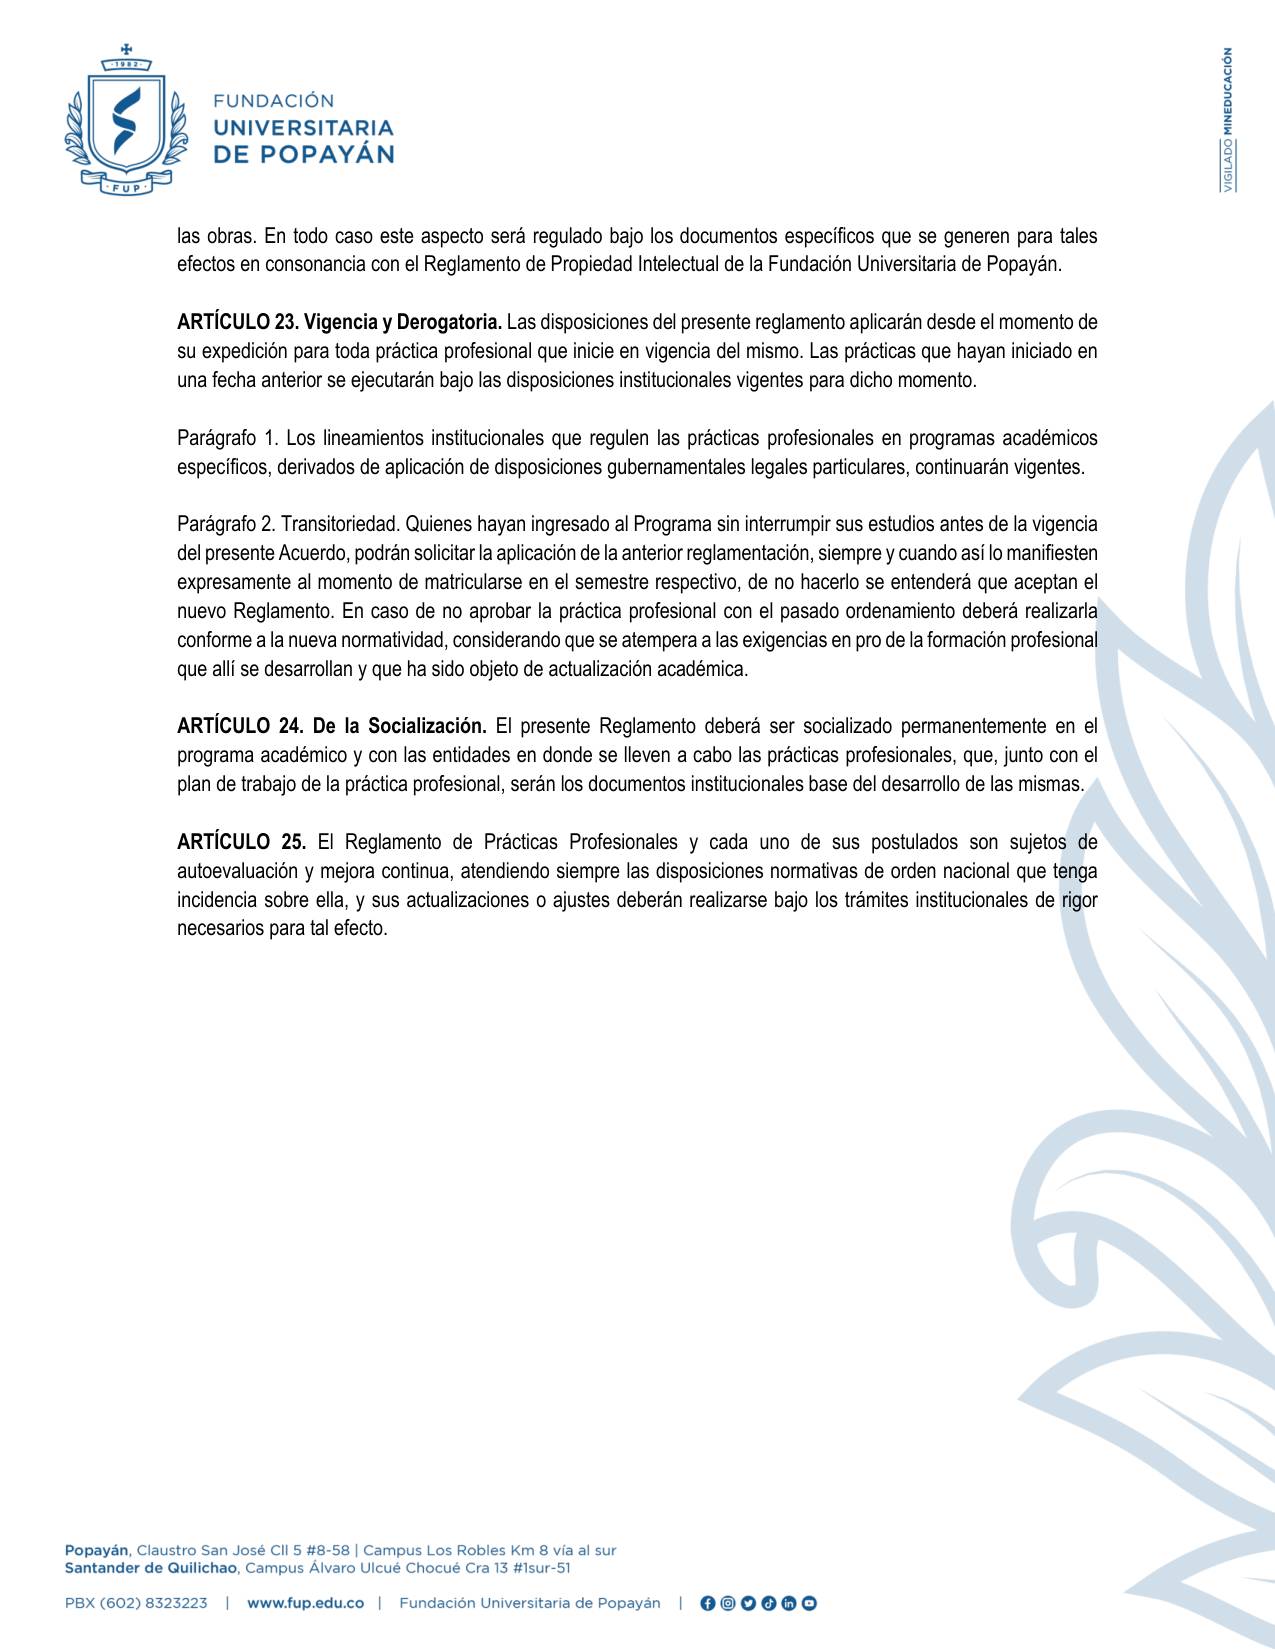 · 1982 ·
· FUP ·
FUNDACIÓN
UNIVERSITARIA
DE POPAYÁN
VIGILADO MINEDUCACIÓN
las obras. En todo caso este aspecto será regulado bajo los documentos específicos que se generen para tales
efectos en consonancia con el Reglamento de Propiedad Intelectual de la Fundación Universitaria de Popayán.
ARTÍCULO 23. Vigencia y Derogatoria. Las disposiciones del presente reglamento aplicarán desde el momento de
su expedición para toda práctica profesional que inicie en vigencia del mismo. Las prácticas que hayan iniciado en
una fecha anterior se ejecutarán bajo las disposiciones institucionales vigentes para dicho momento.
Parágrafo 1. Los lineamientos institucionales que regulen las prácticas profesionales en programas académicos
específicos, derivados de aplicación de disposiciones gubernamentales legales particulares, continuarán vigentes.
Parágrafo 2. Transitoriedad. Quienes hayan ingresado al Programa sin interrumpir sus estudios antes de la vigencia
del presente Acuerdo, podrán solicitar la aplicación de la anterior reglamentación, siempre y cuando así lo manifiesten
expresamente al momento de matricularse en el semestre respectivo, de no hacerlo se entenderá que aceptan el
nuevo Reglamento. En caso de no aprobar la práctica profesional con el pasado ordenamiento deberá realizarla
conforme a la nueva normatividad, considerando que se atempera a las exigencias en pro de la formación profesional
que allí se desarrollan y que ha sido objeto de actualización académica.
ARTÍCULO 24. De la Socialización. El presente Reglamento deberá ser socializado permanentemente en el
programa académico y con las entidades en donde se lleven a cabo las prácticas profesionales, que, junto con el
plan de trabajo de la práctica profesional, serán los documentos institucionales base del desarrollo de las mismas.
ARTÍCULO 25. El Reglamento de Prácticas Profesionales y cada uno de sus postulados son sujetos de
autoevaluación y mejora continua, atendiendo siempre las disposiciones normativas de orden nacional que tenga
incidencia sobre ella, y sus actualizaciones o ajustes deberán realizarse bajo los trámites institucionales de rigor
necesarios para tal efecto.
Popayán, Claustro San José Cll 5 #8-58 | Campus Los Robles Km 8 vía al sur
Santander de Quilichao, Campus Álvaro Ulcué Chocué Cra 13 #1sur-51
PBX (602) 8323223 | www.fup.edu.co | Fundación Universitaria de Popayán |